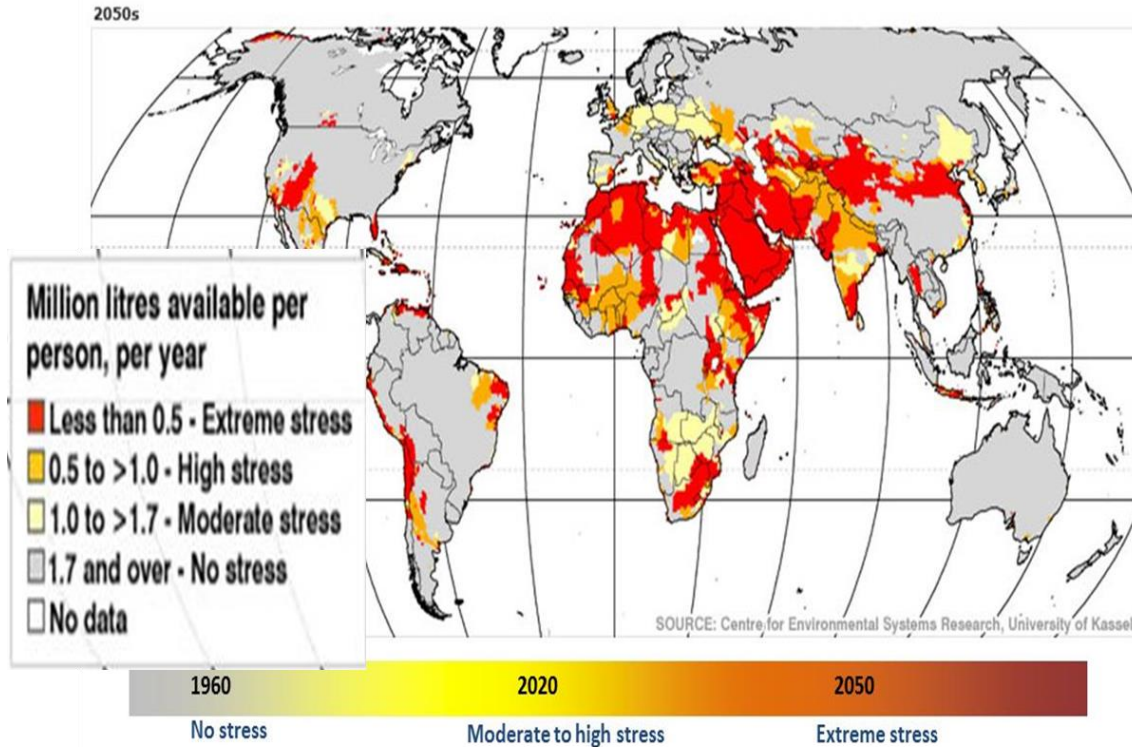 2050s
Million litres available per
person, per year
Less than 0.5 - Extreme stress
0.5 to >1.0 - High stress
1.0 to >1.7 - Moderate stress
1.7 and over - No stress
No data
SOURCE: Centre for Environmental Systems Research, University of Kassel
1960 2020 2050
No stress Moderate to high stress Extreme stress